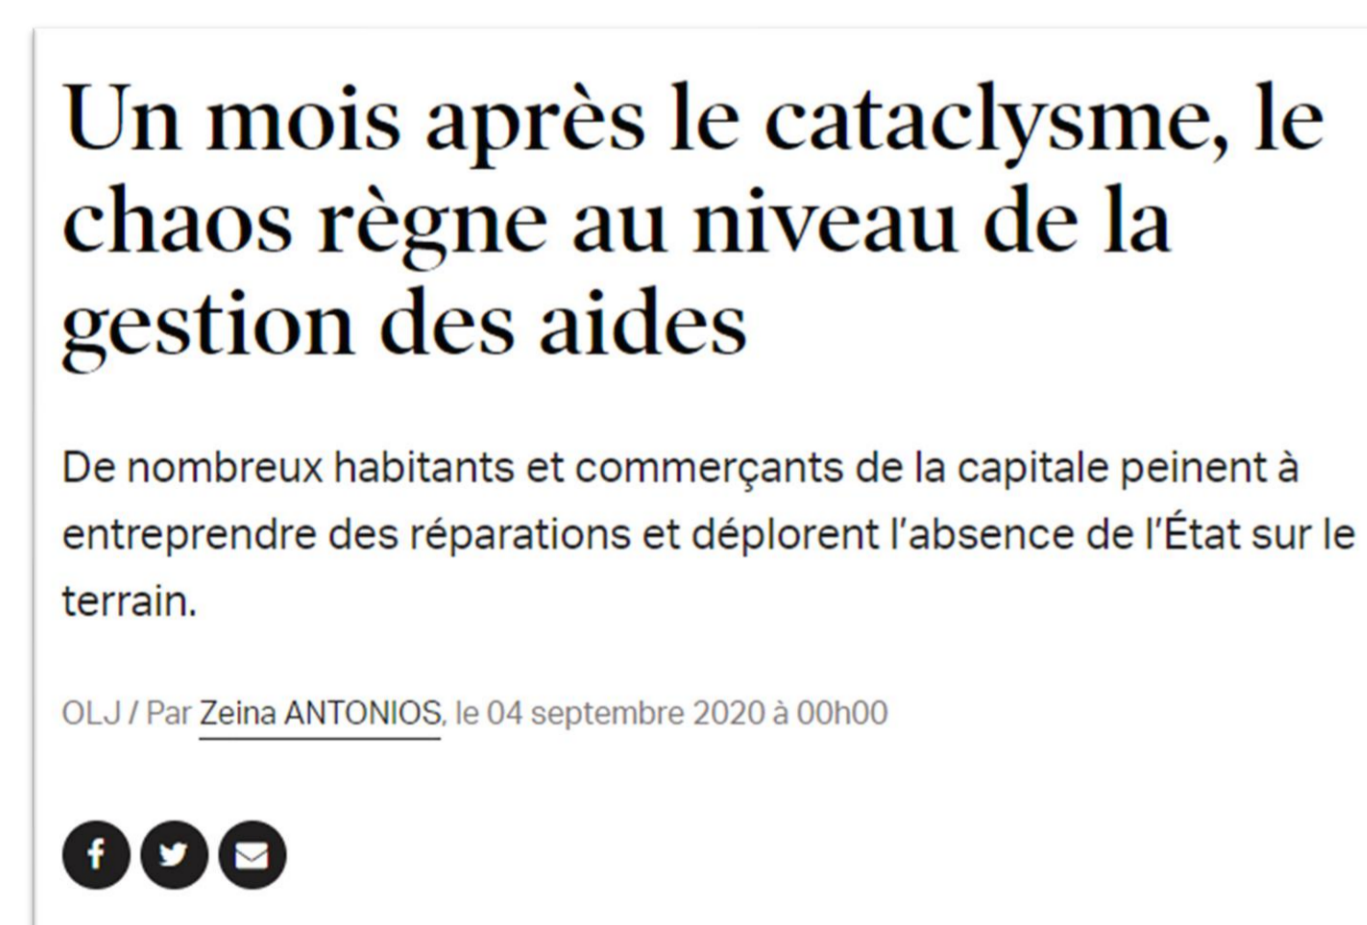 Un mois après le cataclysme, le
chaos règne au niveau de la
gestion des aides
De nombreux habitants et commerçants de la capitale peinent à
entreprendre des réparations et déplorent l'absence de l'État sur le
terrain.
OLJ / Par Zeina ANTONIOS, le 04 septembre 2020 à 00h00